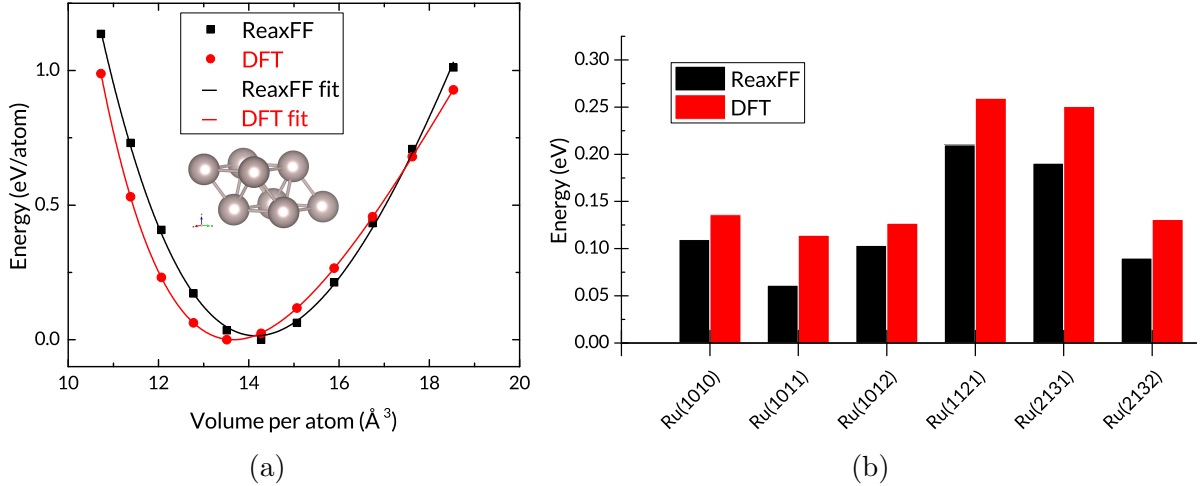 ReaxFF
DFT
ReaxFF fit
DFT fit
1.0
0.5
0.0
Energy (eV/atom)
10
12
14
16
18
20
Volume per atom (Å³)
(a)
ReaxFF
DFT
0.30
0.25
0.20
0.15
0.10
0.05
0.00
Energy (eV)
Ru(1010)
Ru(1011)
Ru(1012)
Ru(1121)
Ru(2131)
Ru(2132)
(b)